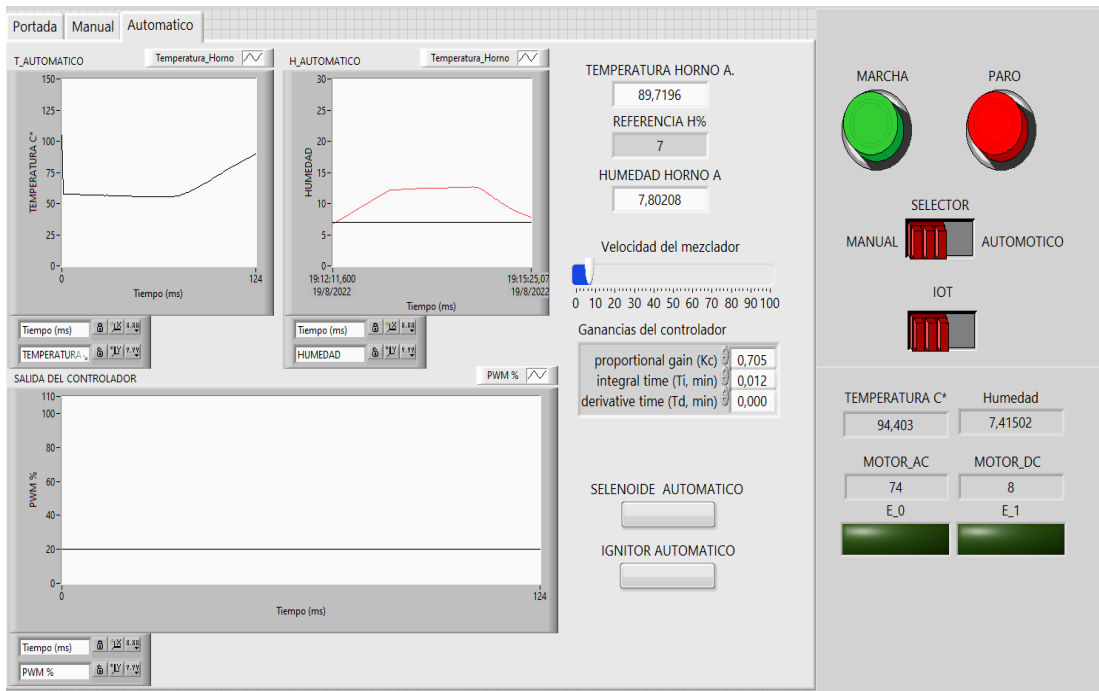 Portada
Manual
Automatico
T_AUTOMATICO
Temperatura_Horno
TEMPERATURA C*
150
125
100
75
50
25
0
0
124
Tiempo (ms)
Tiempo (ms)
TEMPERATURA
H_AUTOMATICO
Temperatura_Horno
HUMEDAD
30
25
20
15
10
5
0
19:12:11,600
19/8/2022
19:15:25,07
19/8/2022
Tiempo (ms)
Tiempo (ms)
HUMEDAD
SALIDA DEL CONTROLADOR
PWM %
PWM %
110
100
80
60
40
20
0
0
124
Tiempo (ms)
Tiempo (ms)
PWM %
TEMPERATURA HORNO A.
89,7196
REFERENCIA H%
7
HUMEDAD HORNO A
7,80208
Velocidad del mezclador
0 10 20 30 40 50 60 70 80 90 100
Ganancias del controlador
proportional gain (Kc) 0,705
integral time (Ti, min) 0,012
derivative time (Td, min) 0,000
SELENOIDE AUTOMATICO
IGNITOR AUTOMATICO
MARCHA
PARO
SELECTOR
MANUAL
AUTOMOTICO
IOT
TEMPERATURA C*
Humedad
94,403
7,41502
MOTOR_AC
MOTOR_DC
74
8
E_0
E_1